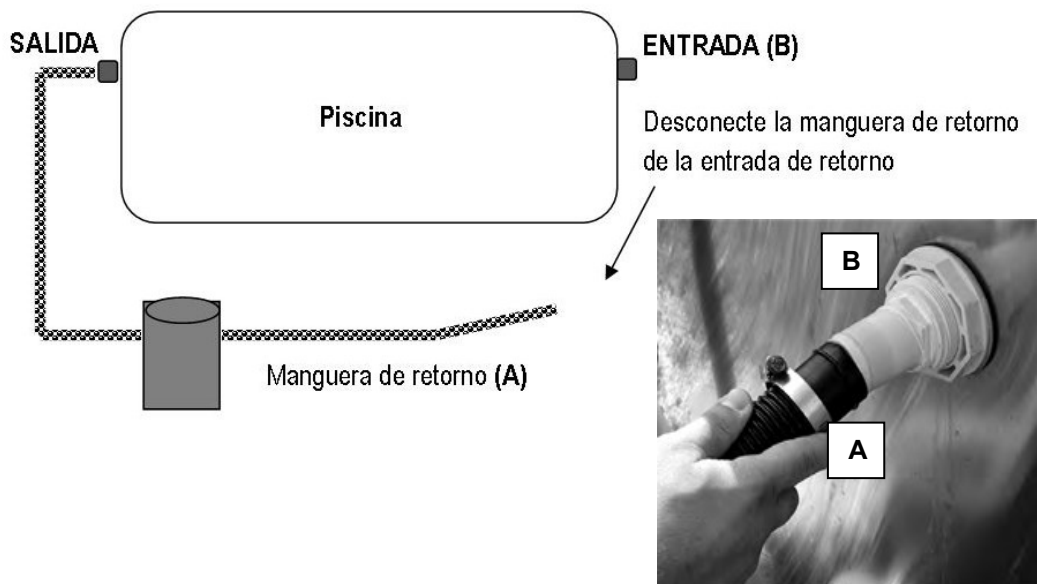 SALIDA
ENTRADA (B)
Piscina
Desconecte la manguera de retorno
de la entrada de retorno
B
Manguera de retorno (A)
A